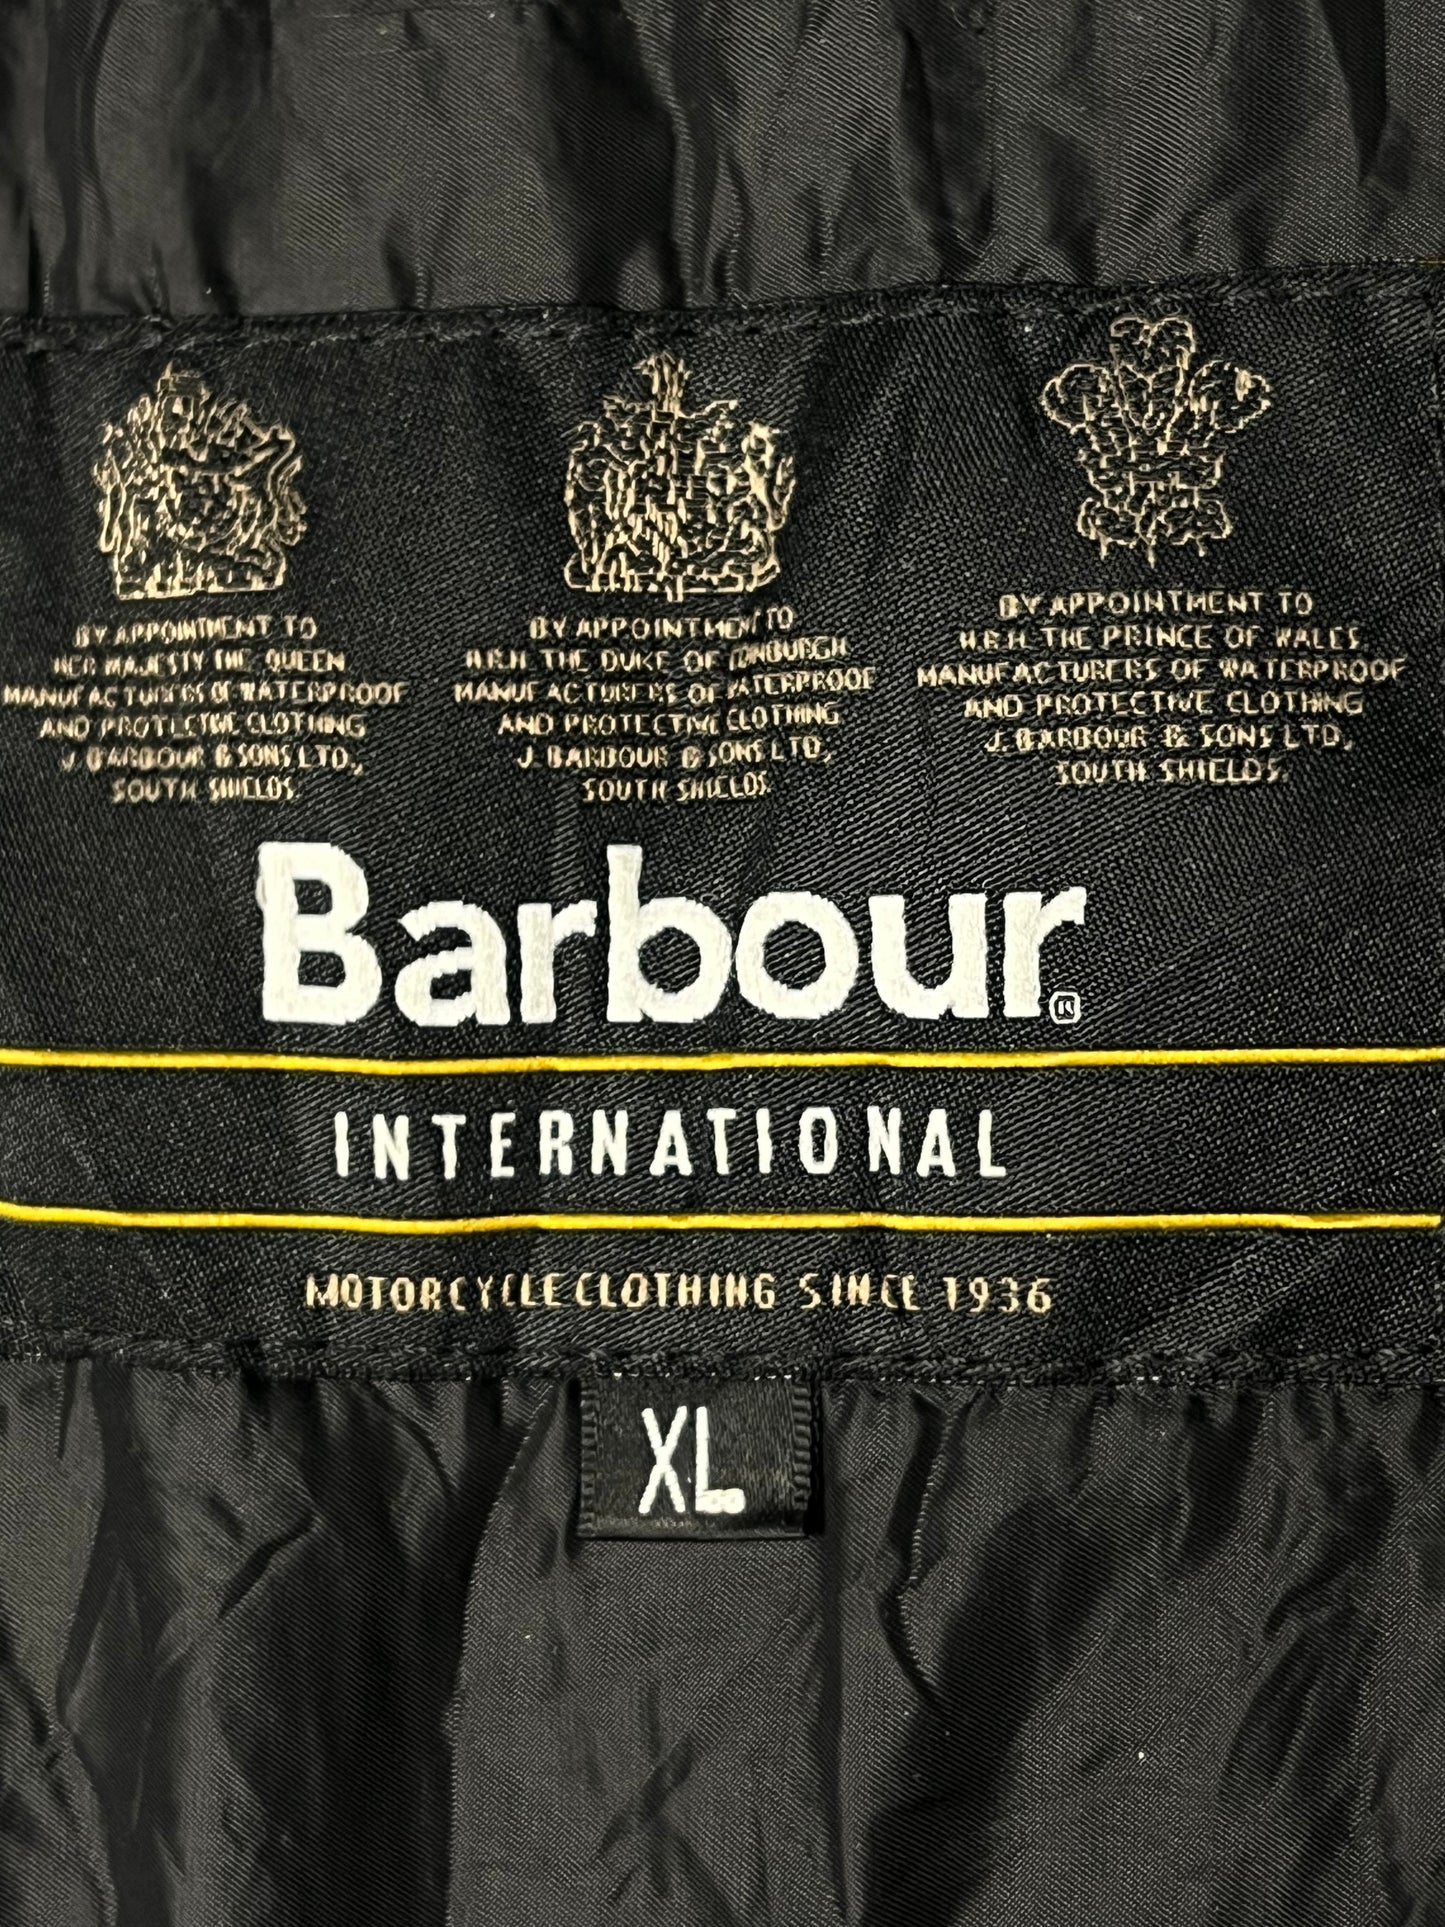 BY APPOINTMENT TO
HER MAJESTY THE QUEEN
MANUFACTURERS OF WATERPROOF
AND PROTECTIVE CLOTHING
J. BARBOUR & SONS LTD.,
SOUTH SHIELDS.
BY APPOINTMENT TO
H.R.H. THE DUKE OF EDINBURGH
MANUFACTURERS OF WATERPROOF
AND PROTECTIVE CLOTHING
J. BARBOUR & SONS LTD,
SOUTH SHIELDS.
BY APPOINTMENT TO
H.R.H. THE PRINCE OF WALES
MANUFACTURERS OF WATERPROOF
AND PROTECTIVE CLOTHING
J. BARBOUR & SONS LTD,
SOUTH SHIELDS.
Barbour®
INTERNATIONAL
MOTORCYCLE CLOTHING SINCE 1936
XL